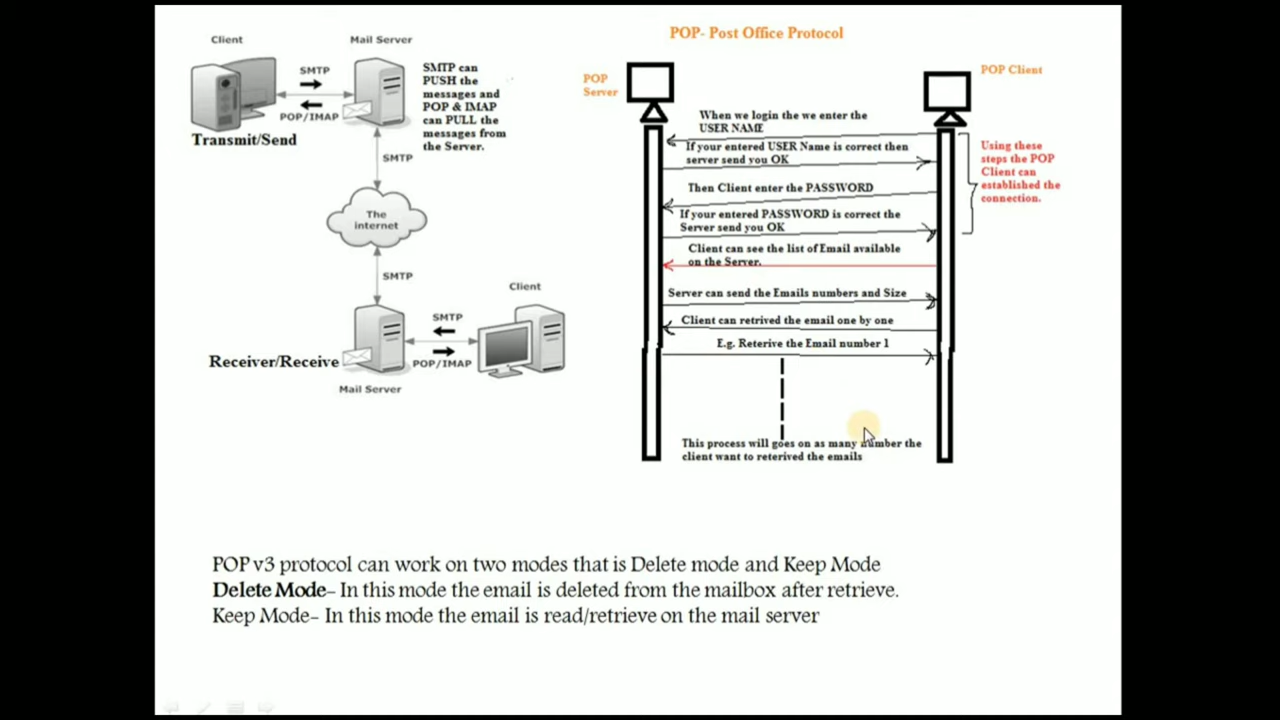 Client
Mail Server
SMTP
POP/IMAP
Transmit/Send
SMTP can
PUSH the
messages and
POP & IMAP
can PULL the
messages from
the Server.
SMTP
The
internet
SMTP
Client
SMTP
POP/IMAP
Receiver/Receive
Mail Server
POP- Post Office Protocol
POP
Server
POP Client
When we login the we enter the
USER NAME
If your entered USER Name is correct then
server send you OK
Then Client enter the PASSWORD
If your entered PASSWORD is correct the
Server send you OK
Client can see the list of Email available
on the Server.
Server can send the Emails numbers and Size
Client can retrived the email one by one
E.g. Reterive the Email number 1
This process will goes on as many number the
client want to reterived the emails
Using these
steps the POP
Client can
established the
connection.
POP v3 protocol can work on two modes that is Delete mode and Keep Mode
Delete Mode- In this mode the email is deleted from the mailbox after retrieve.
Keep Mode- In this mode the email is read/retrieve on the mail server